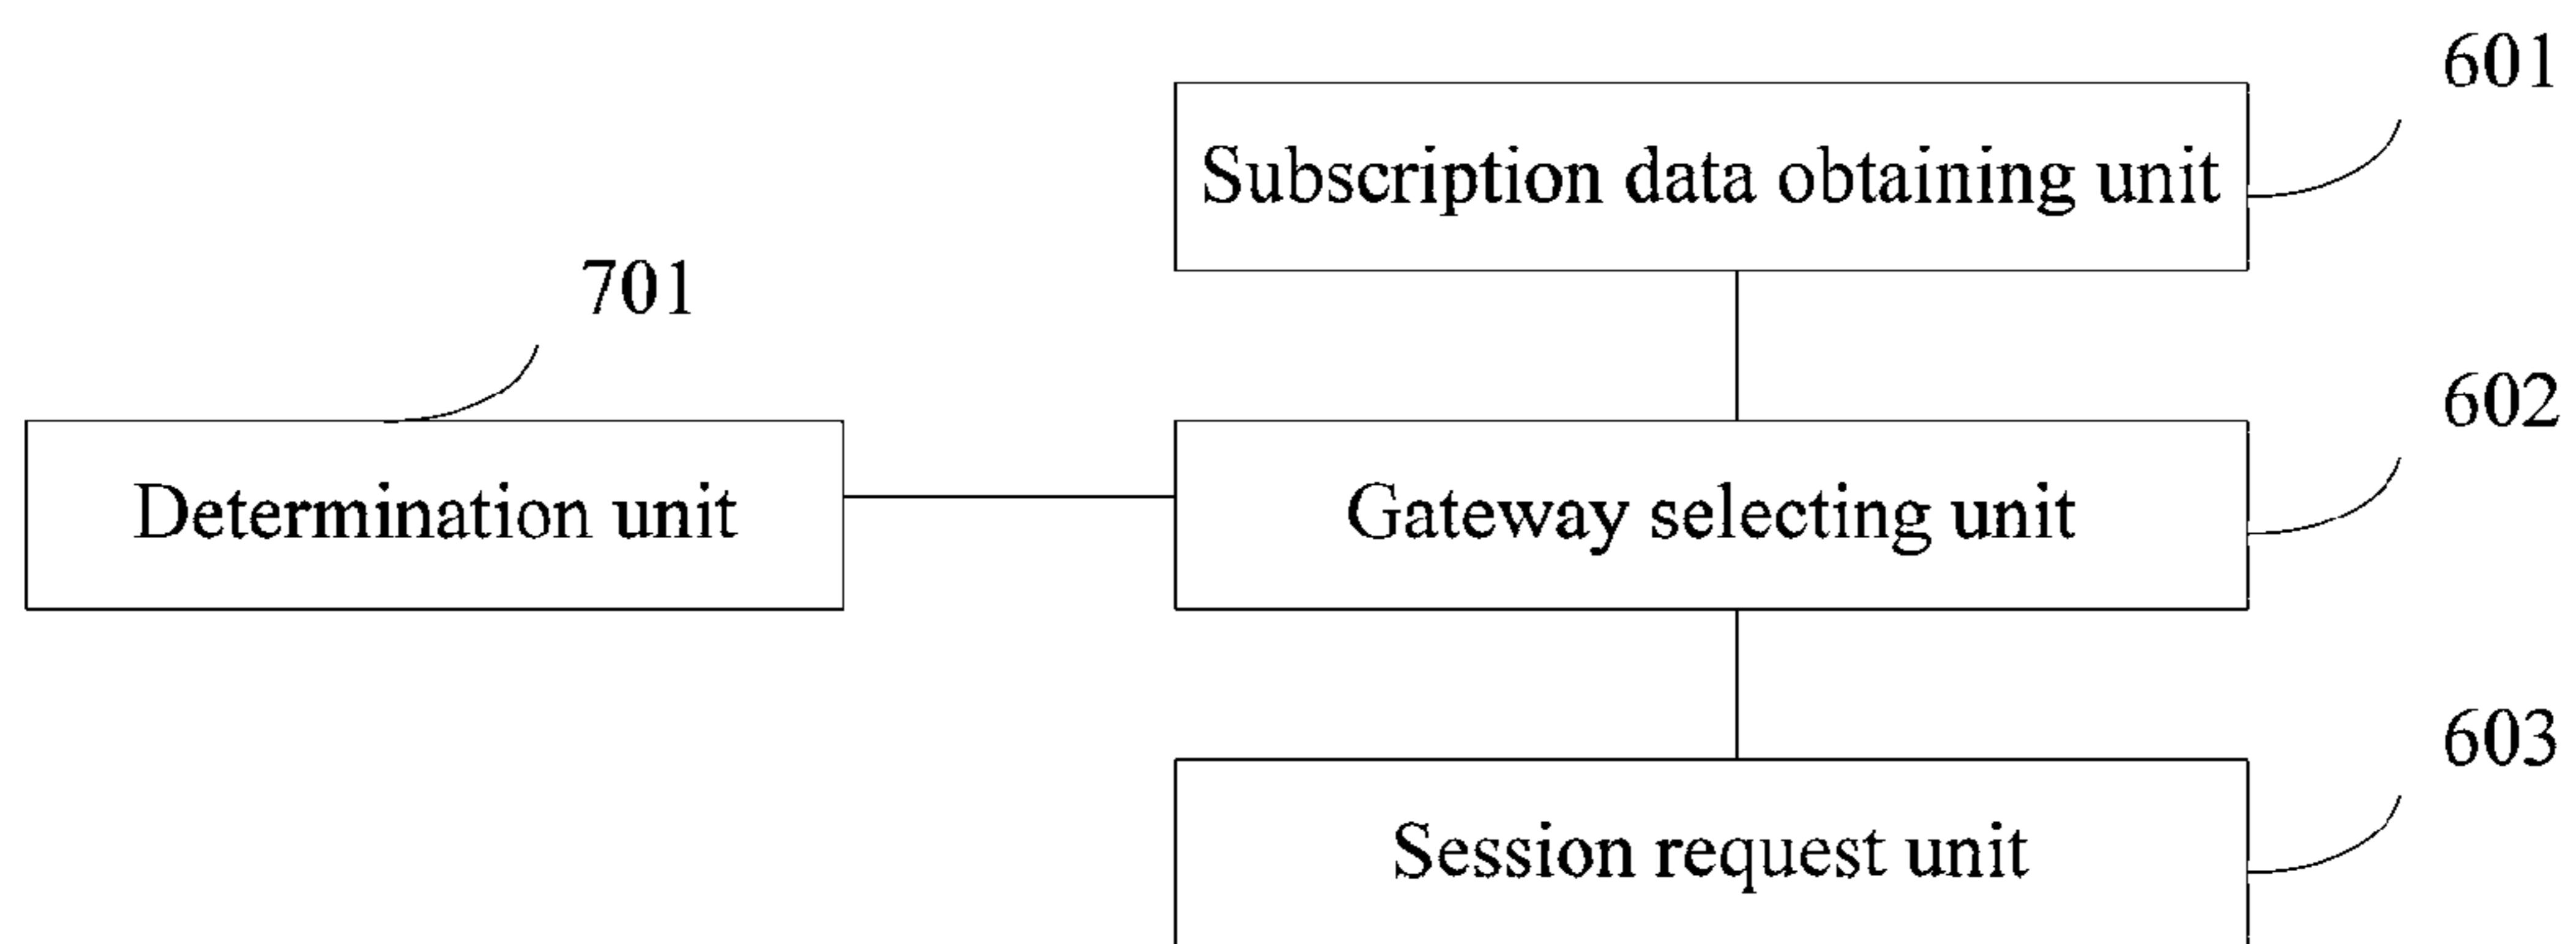 601
Subscription data obtaining unit
701
602
Determination unit
Gateway selecting unit
603
Session request unit